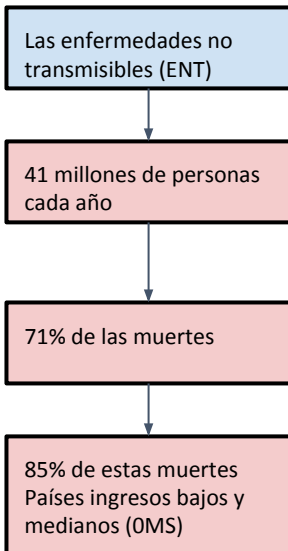 Las enfermedades no
transmisibles (ENT)
41 millones de personas
cada año
71% de las muertes
85% de estas muertes
Países ingresos bajos y
medianos (0MS)